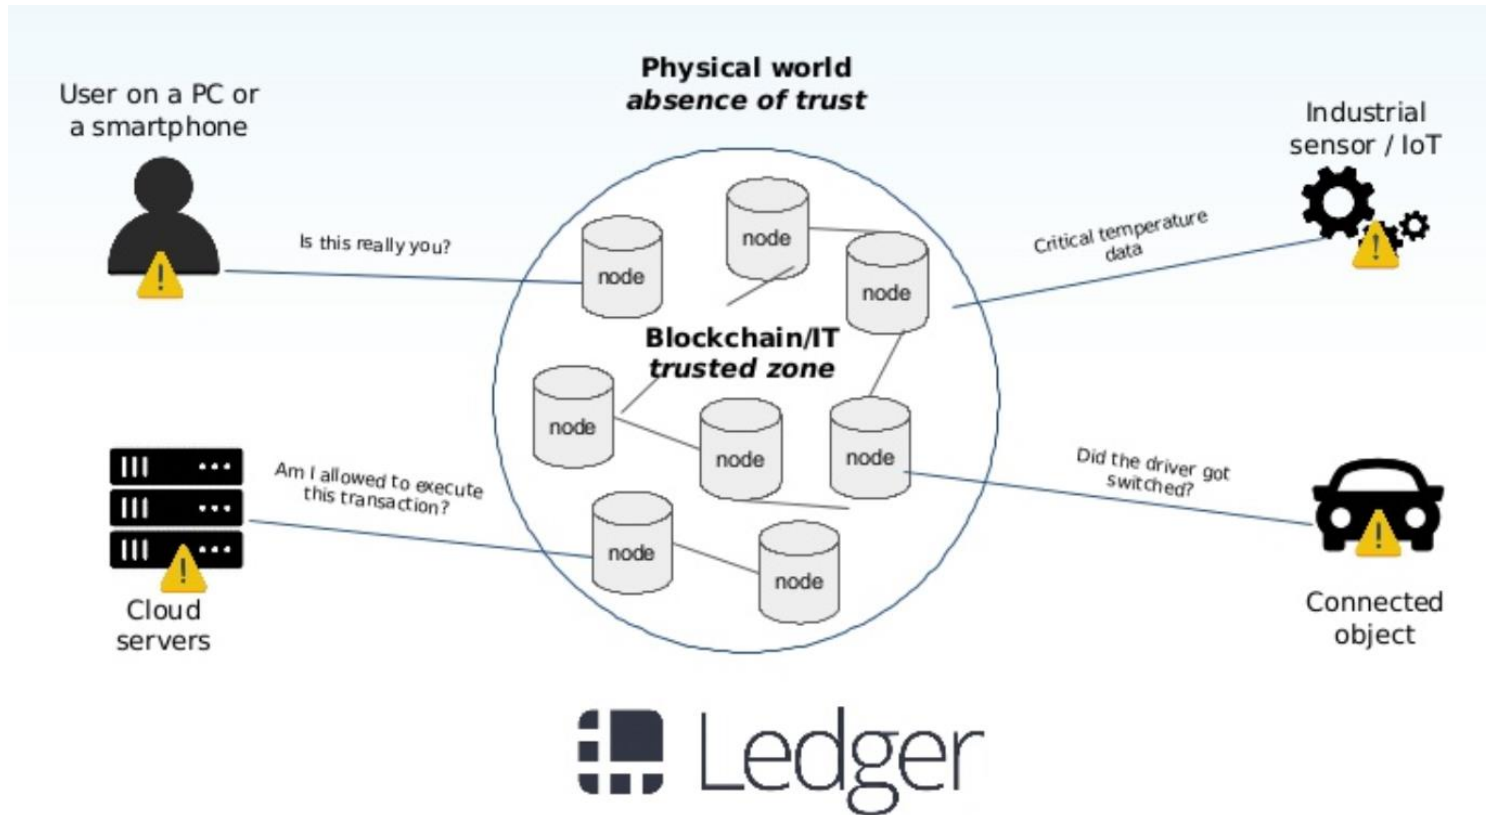 Physical world
absence of trust
User on a PC or
a smartphone
Industrial
sensor / IoT
Is this really you?
Critical temperature
data
node
node
node
Blockchain/IT
trusted zone
node
node
node
Am I allowed to execute
this transaction?
Did the driver got
switched?
node
node
Cloud
servers
Connected
object
Ledger